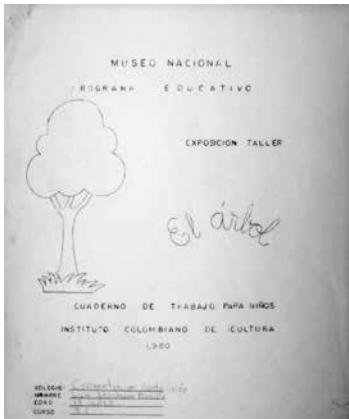 MUSEO NACIONAL
PROGRAMA EDUCATIVO
EXPOSICION TALLER
El árbol
CUADERNO DE TRABAJO PARA NIÑOS
INSTITUTO COLOMBIANO DE CULTURA
1980
COLEGIO
NOMBRE
EDAD
CURSO